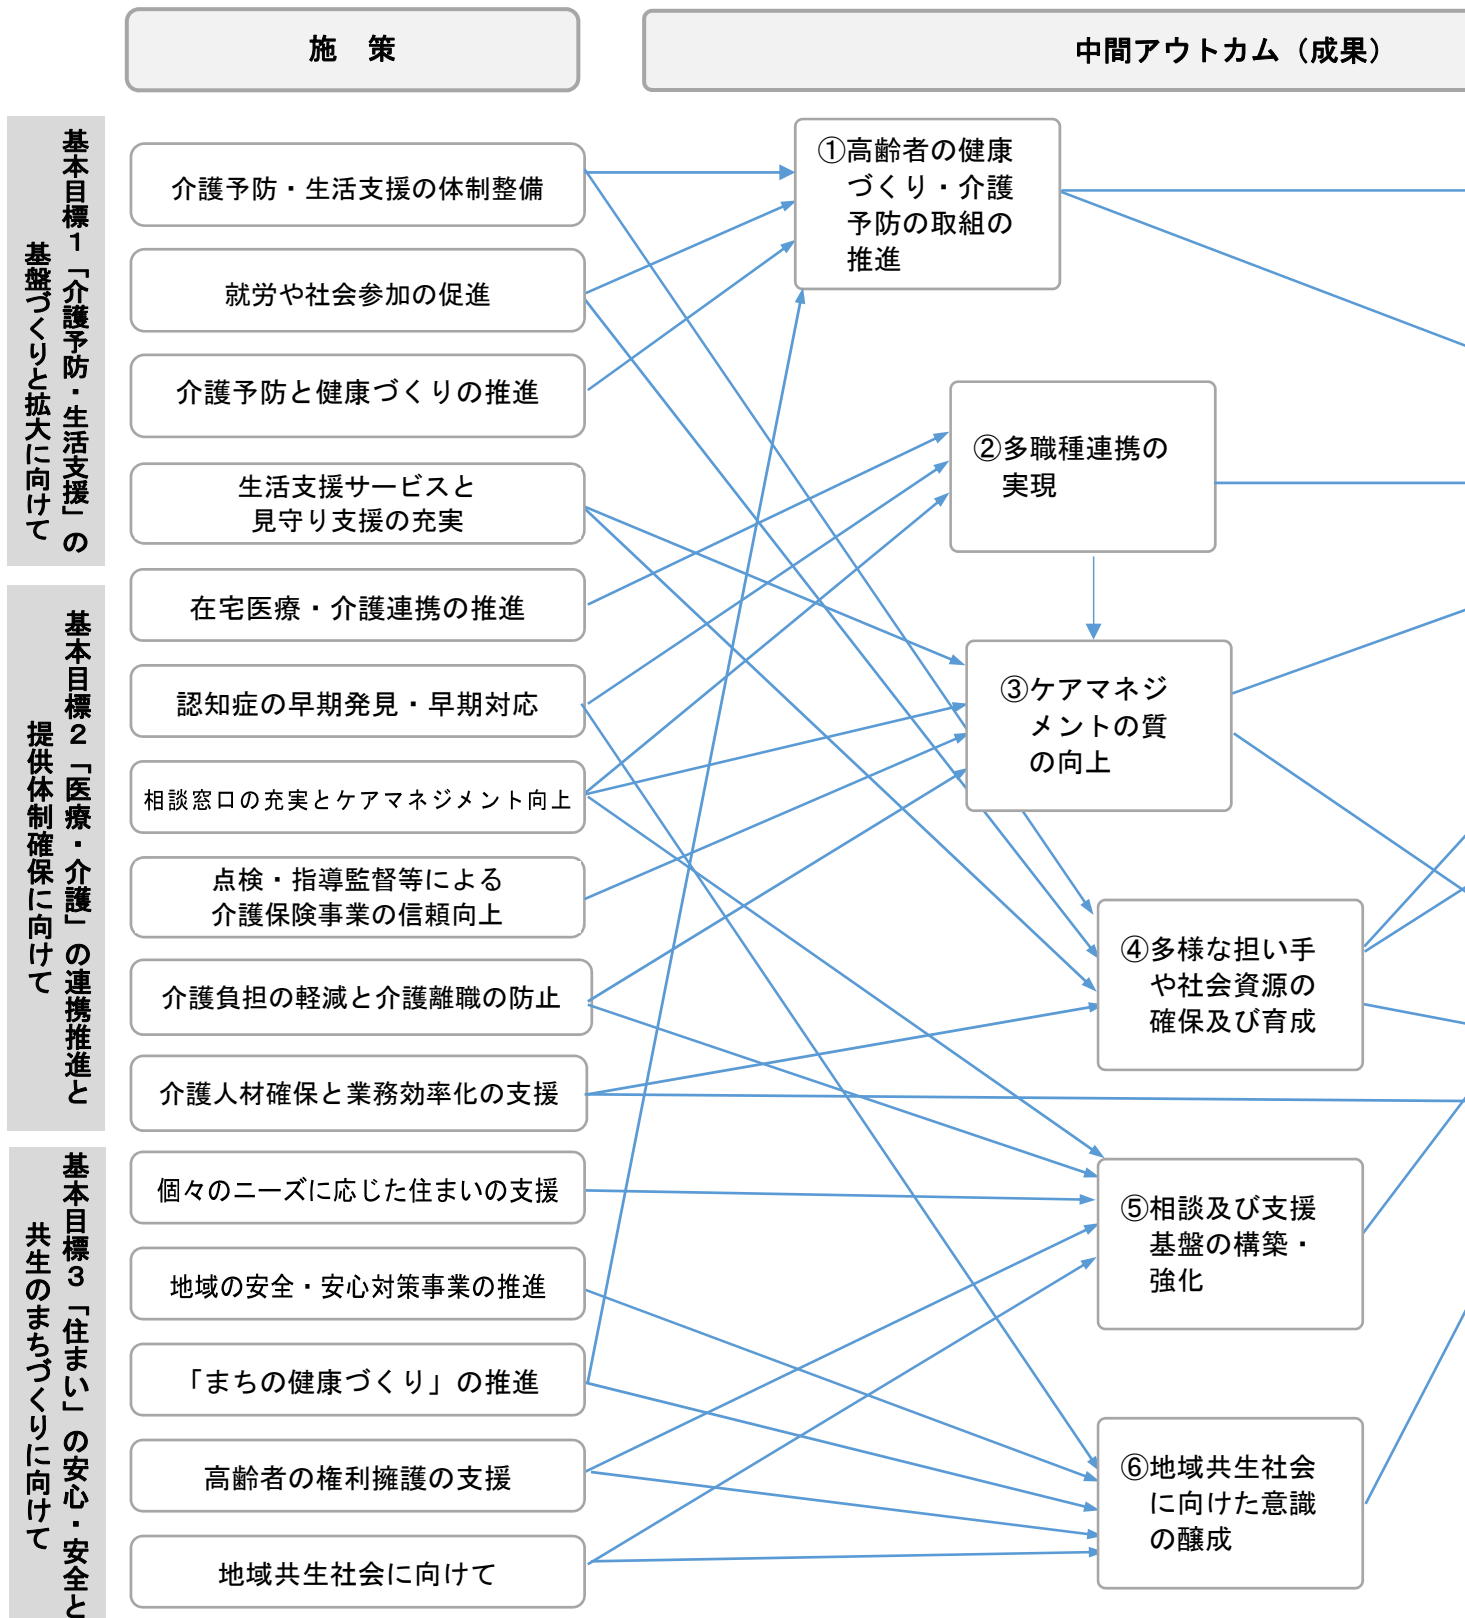 施　策
中間アウトカム（成果）
基本目標１「介護予防・生活支援」の
基盤づくりと拡大に向けて
介護予防・生活支援の体制整備
就労や社会参加の促進
介護予防と健康づくりの推進
生活支援サービスと
見守り支援の充実
基本目標２「医療・介護」の連携推進と
提供体制確保に向けて
在宅医療・介護連携の推進
認知症の早期発見・早期対応
相談窓口の充実とケアマネジメント向上
点検・指導監督等による
介護保険事業の信頼向上
介護負担の軽減と介護離職の防止
介護人材確保と業務効率化の支援
基本目標３「住まい」の安心・安全と
共生のまちづくりに向けて
個々のニーズに応じた住まいの支援
地域の安全・安心対策事業の推進
「まちの健康づくり」の推進
高齢者の権利擁護の支援
地域共生社会に向けて
①高齢者の健康
づくり・介護
予防の取組の
推進
②多職種連携の
実現
③ケアマネジ
メントの質
の向上
④多様な担い手
や社会資源の
確保及び育成
⑤相談及び支援
基盤の構築・
強化
⑥地域共生社会
に向けた意識
の醸成